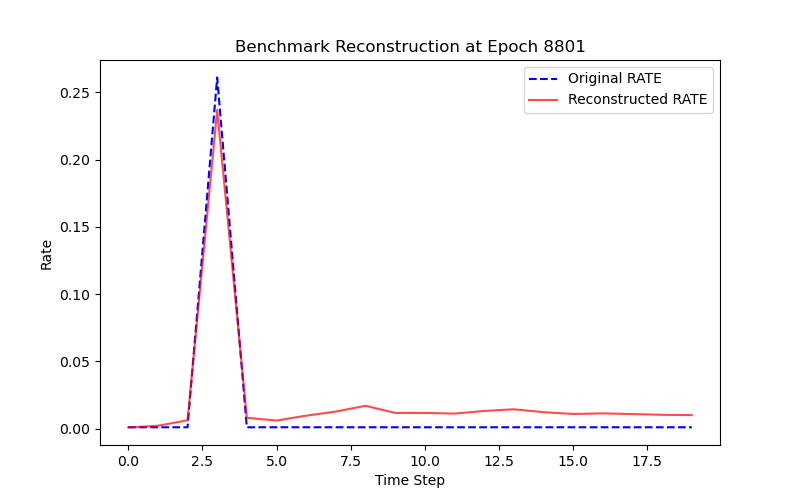 Benchmark Reconstruction at Epoch 8801
Original RATE
Reconstructed RATE
0.25
0.20
0.15
0.10
0.05
0.00
Rate
0.0 2.5 5.0 7.5 10.0 12.5 15.0 17.5
Time Step